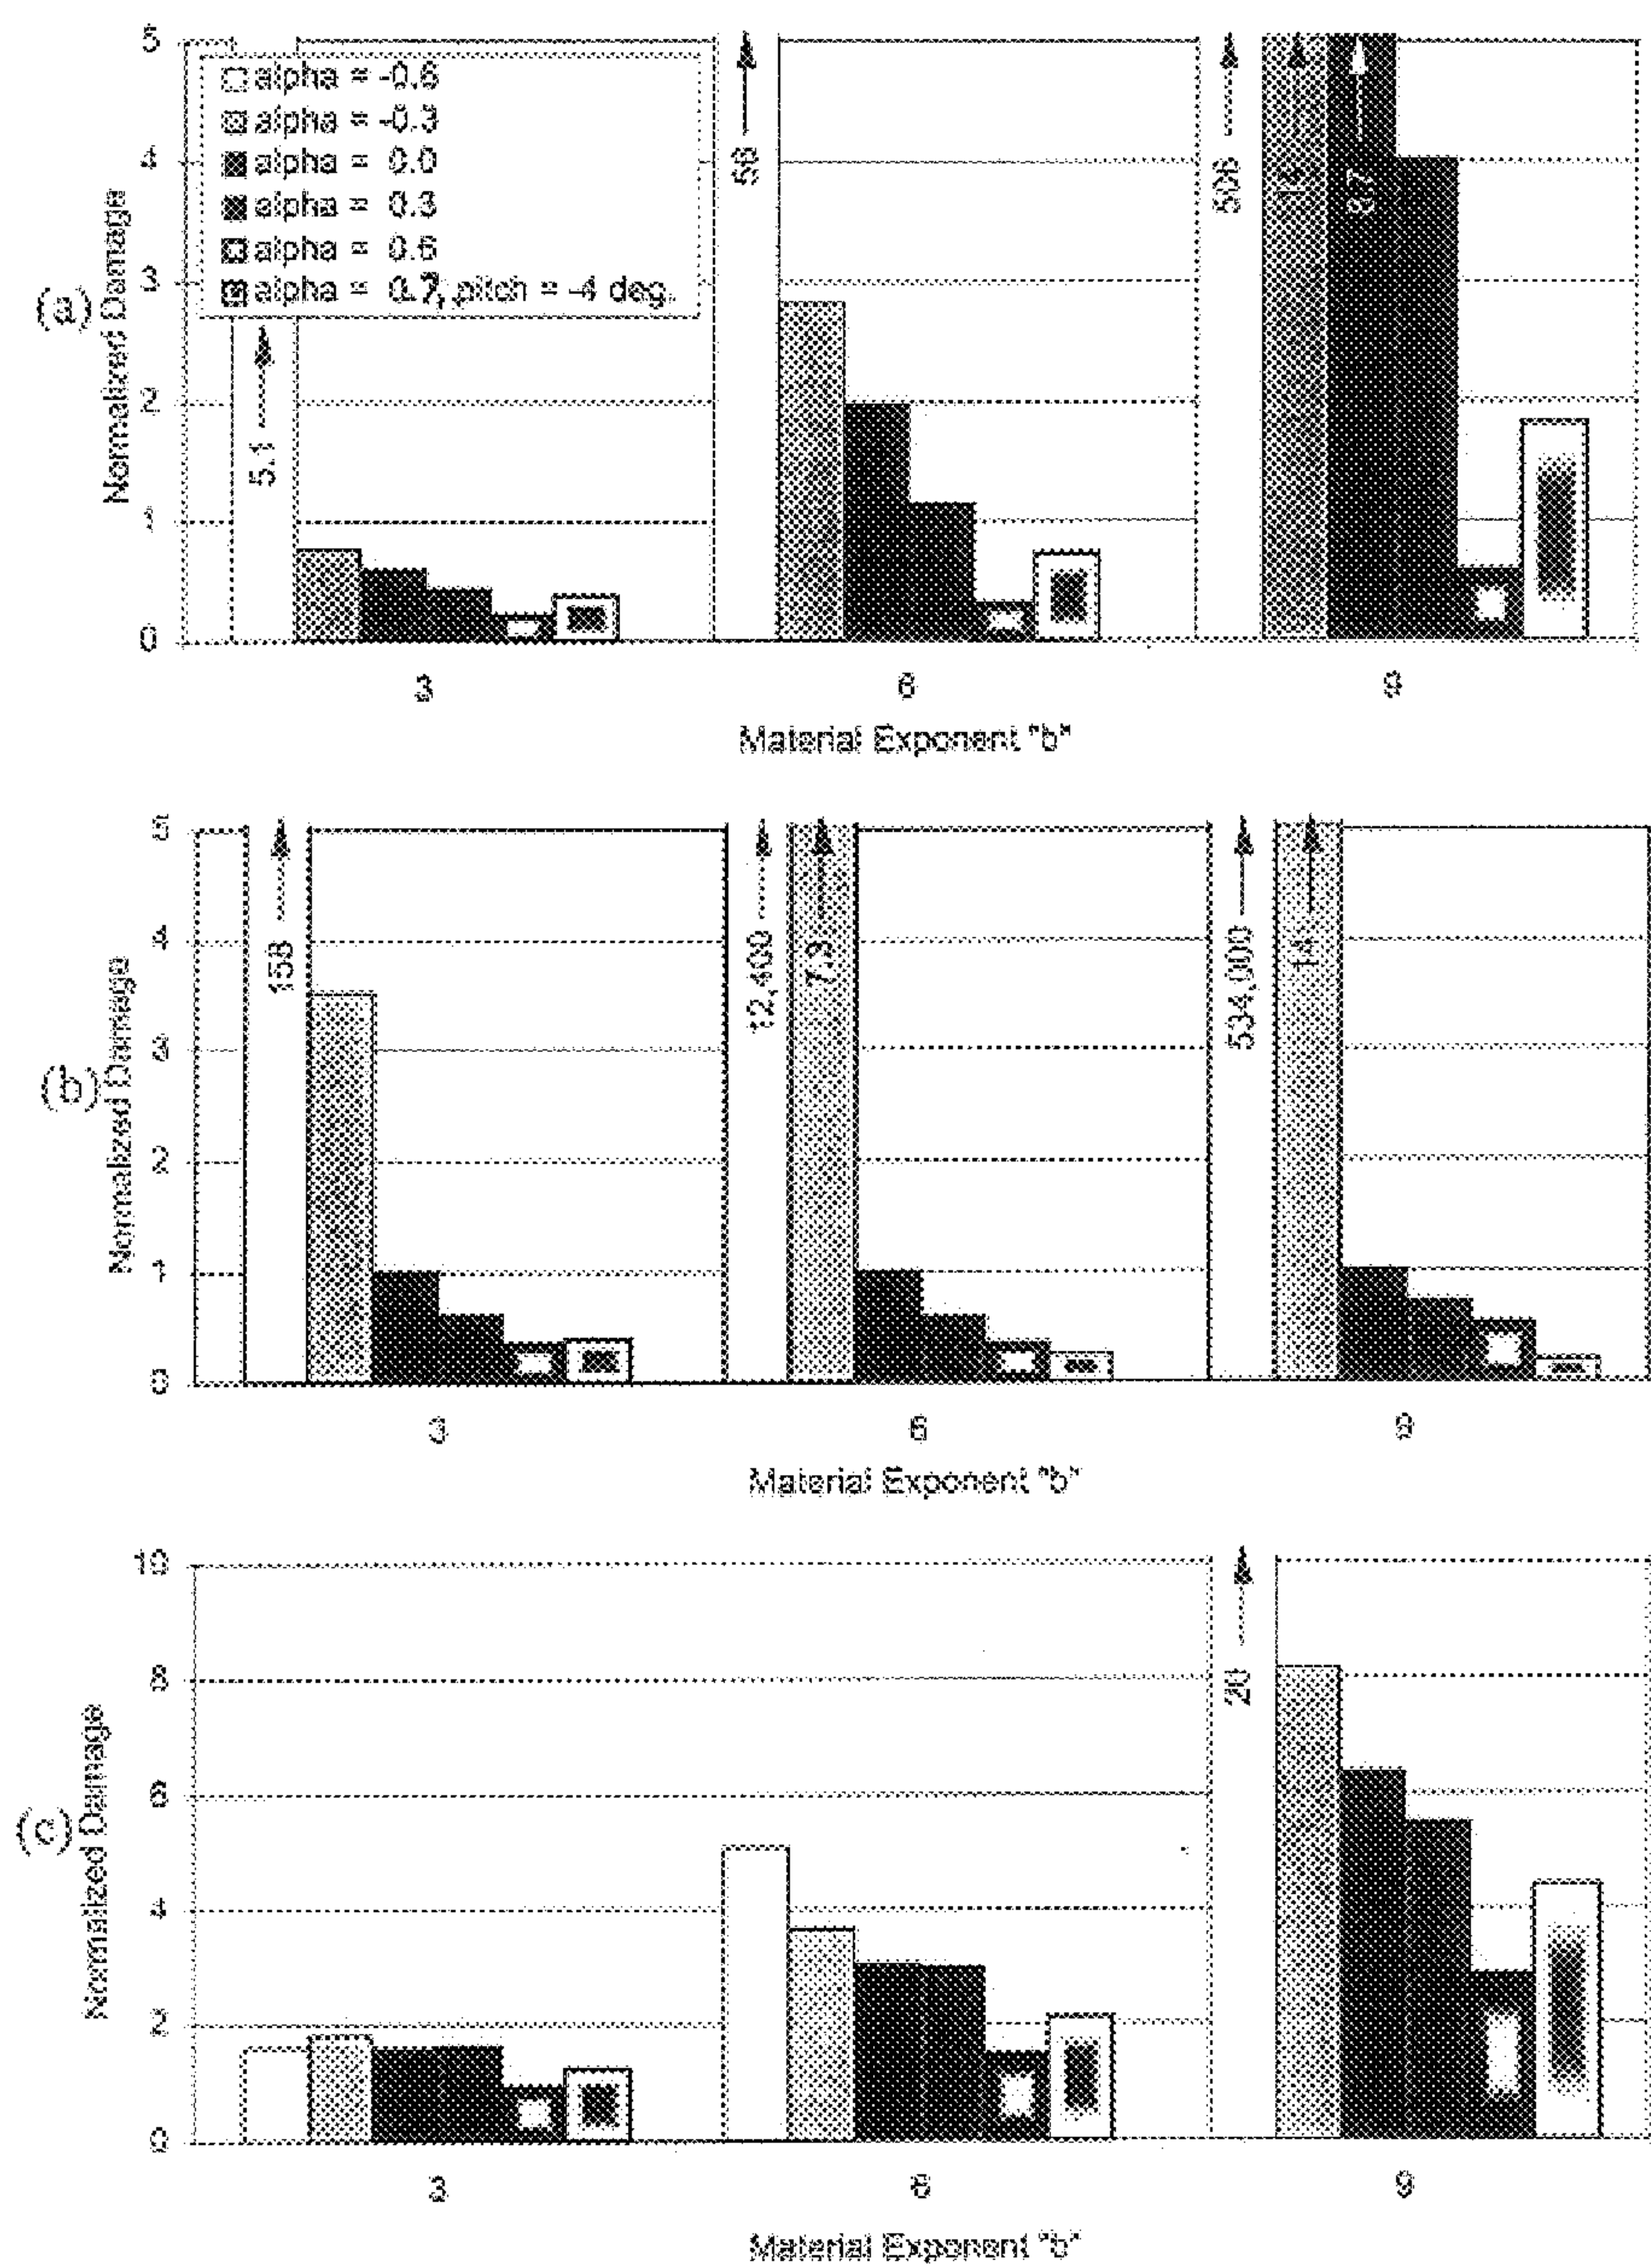 (a)
Normalized Damage
5
4
3
2
1
0
alpha = -0.6
alpha = -0.3
alpha = 0.0
alpha = 0.3
alpha = 0.6
alpha = 0.7, pitch = -4 deg.
5.1
506
3
6
9
Material Exponent "b"
(b)
Normalized Damage
5
4
3
2
1
0
158
12,400
7.9
534,000
14
3
6
9
Material Exponent "b"
(c)
Normalized Damage
10
8
6
4
2
0
20
3
6
9
Material Exponent "b"